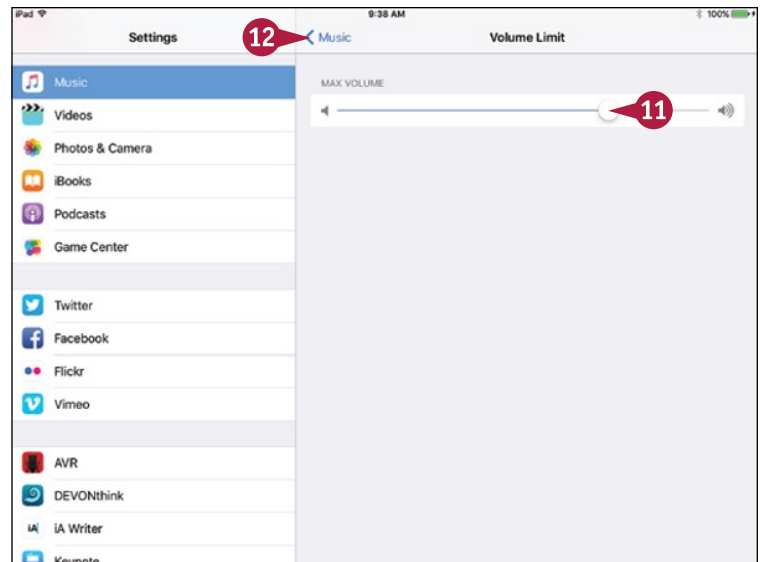 iPad 9:38 AM 100%
Settings 12 Music Volume Limit
Music
MAX VOLUME
11
Videos
Photos & Camera
iBooks
Podcasts
Game Center
Twitter
Facebook
Flickr
Vimeo
AVR
DEVONthink
iA iA Writer
Keynote